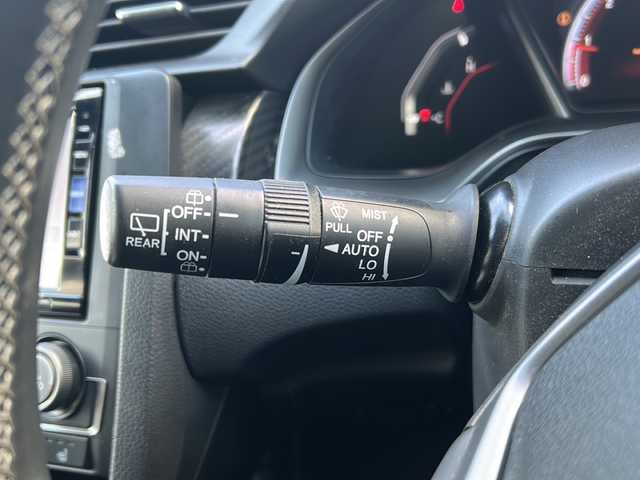 REAR
OFF
INT
ON
MIST
PULL
OFF
AUTO
LO
HI
C